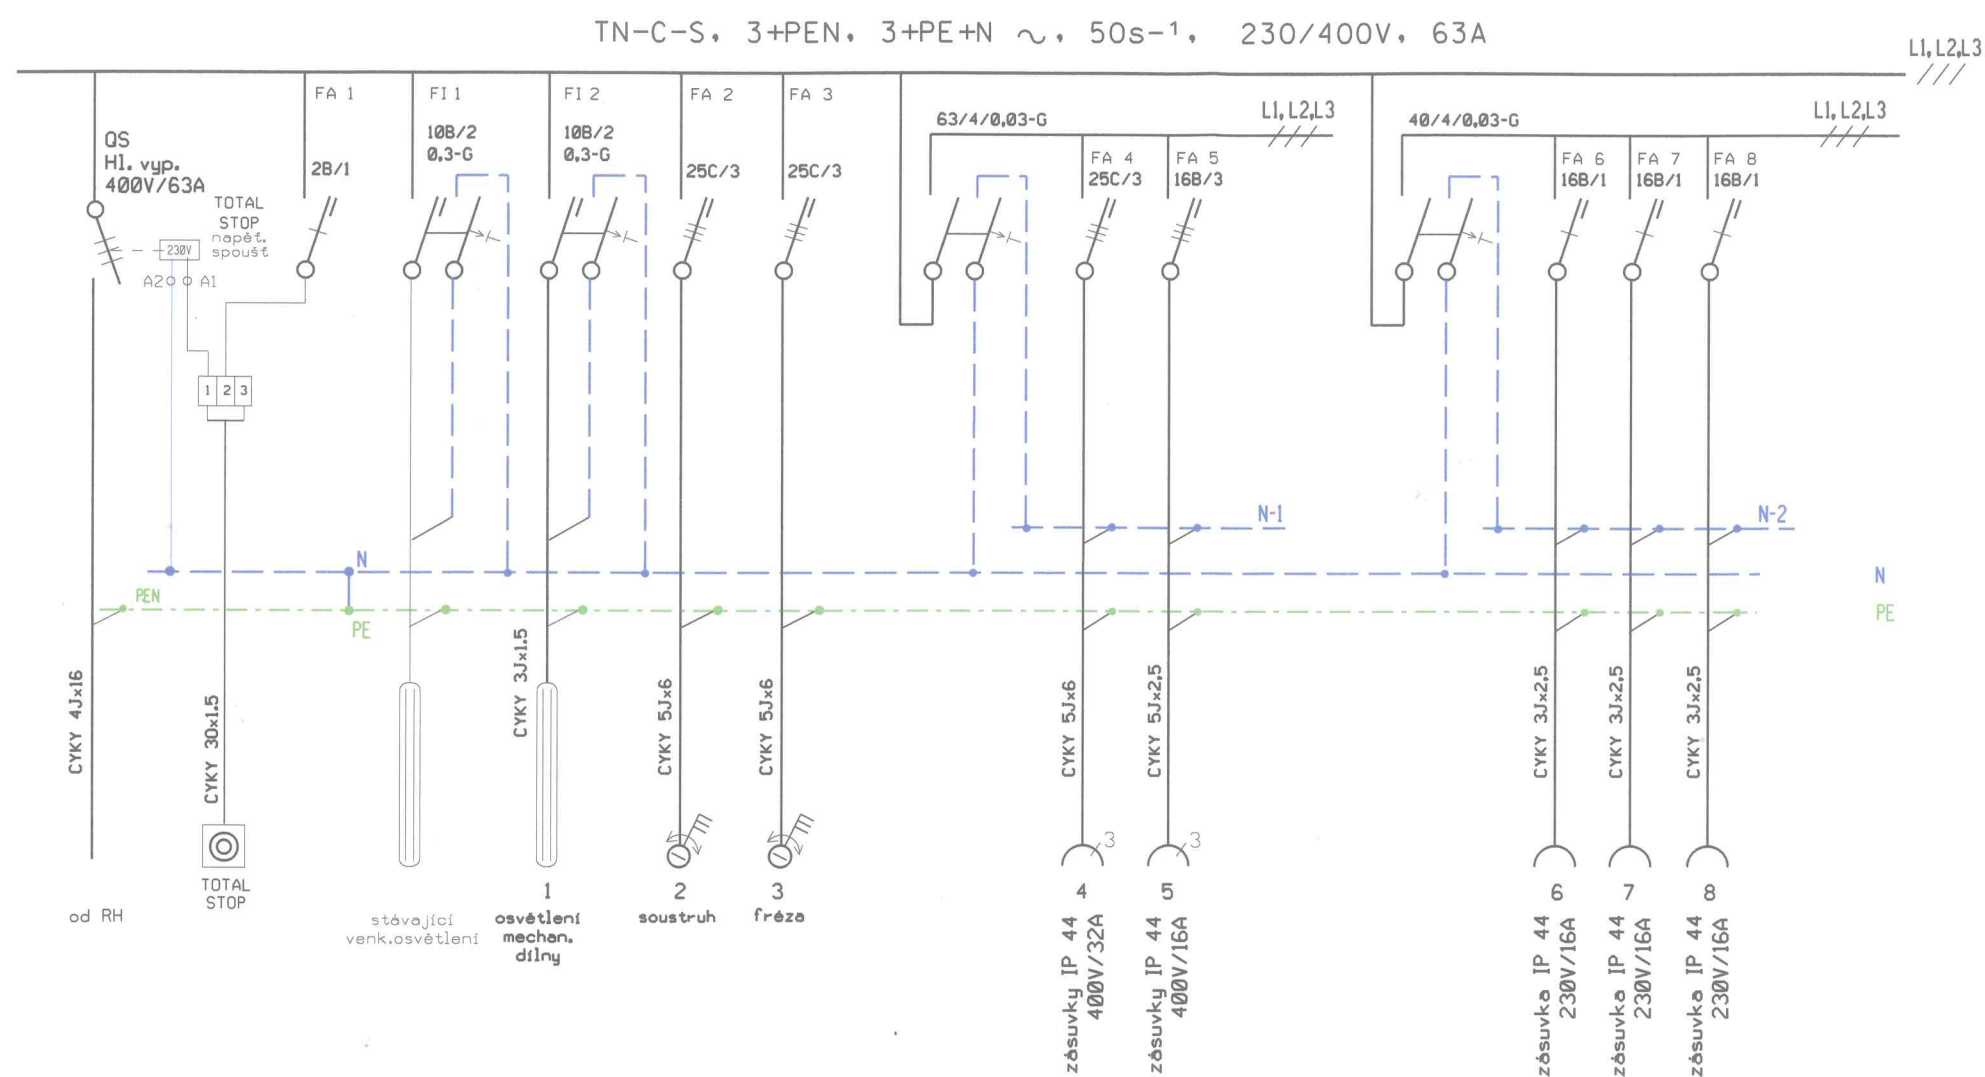 TN-C-S, 3+PEN, 3+PE+N ~, 50s-¹, 230/400V, 63A
L1,L2,L3
QS
Hl. vyp.
400V/63A
TOTAL
STOP
napěť.
spoušť
230V
A2 A1
1 2 3
FA 1
2B/1
FI 1
10B/2
0,3-G
FI 2
10B/2
0,3-G
FA 2
25C/3
FA 3
25C/3
63/4/0,03-G
L1,L2,L3
FA 4
25C/3
FA 5
16B/3
40/4/0,03-G
L1,L2,L3
FA 6
16B/1
FA 7
16B/1
FA 8
16B/1
N-1
N-2
N
N
PEN
PE
PE
CYKY 4Jx16
CYKY 3Ox1.5
CYKY 3Jx1.5
CYKY 5Jx6
CYKY 5Jx6
CYKY 5Jx6
CYKY 5Jx2,5
CYKY 3Jx2,5
CYKY 3Jx2,5
CYKY 3Jx2,5
3
3
od RH
TOTAL
STOP
stávající
venk.osvětlení
1
osvětlení
mechan.
dílny
2
soustruh
3
fréza
4
zásuvky IP 44
400V/32A
5
zásuvky IP 44
400V/16A
6
zásuvka IP 44
230V/16A
7
zásuvka IP 44
230V/16A
8
zásuvka IP 44
230V/16A